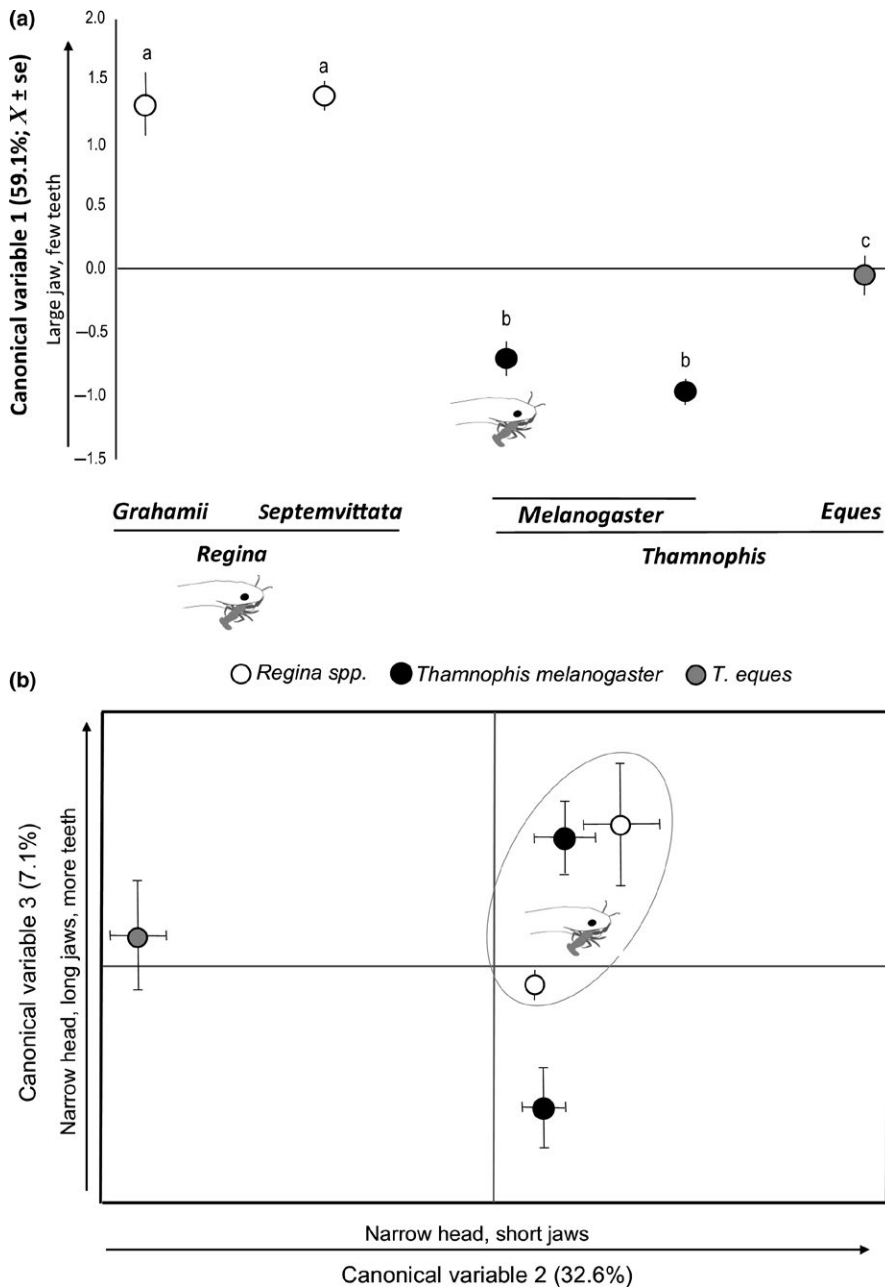 (a)
Canonical variable 1 (59.1%; X ± se)
Large jaw, few teeth
2.0
1.5
1.0
0.5
0.0
−0.5
−1.0
−1.5
a
a
b
b
c
Grahamii
Septemvittata
Melanogaster
Eques
Regina
Thamnophis
(b)
Regina spp.
Thamnophis melanogaster
T. eques
Canonical variable 3 (7.1%)
Narrow head, long jaws, more teeth
Narrow head, short jaws
Canonical variable 2 (32.6%)